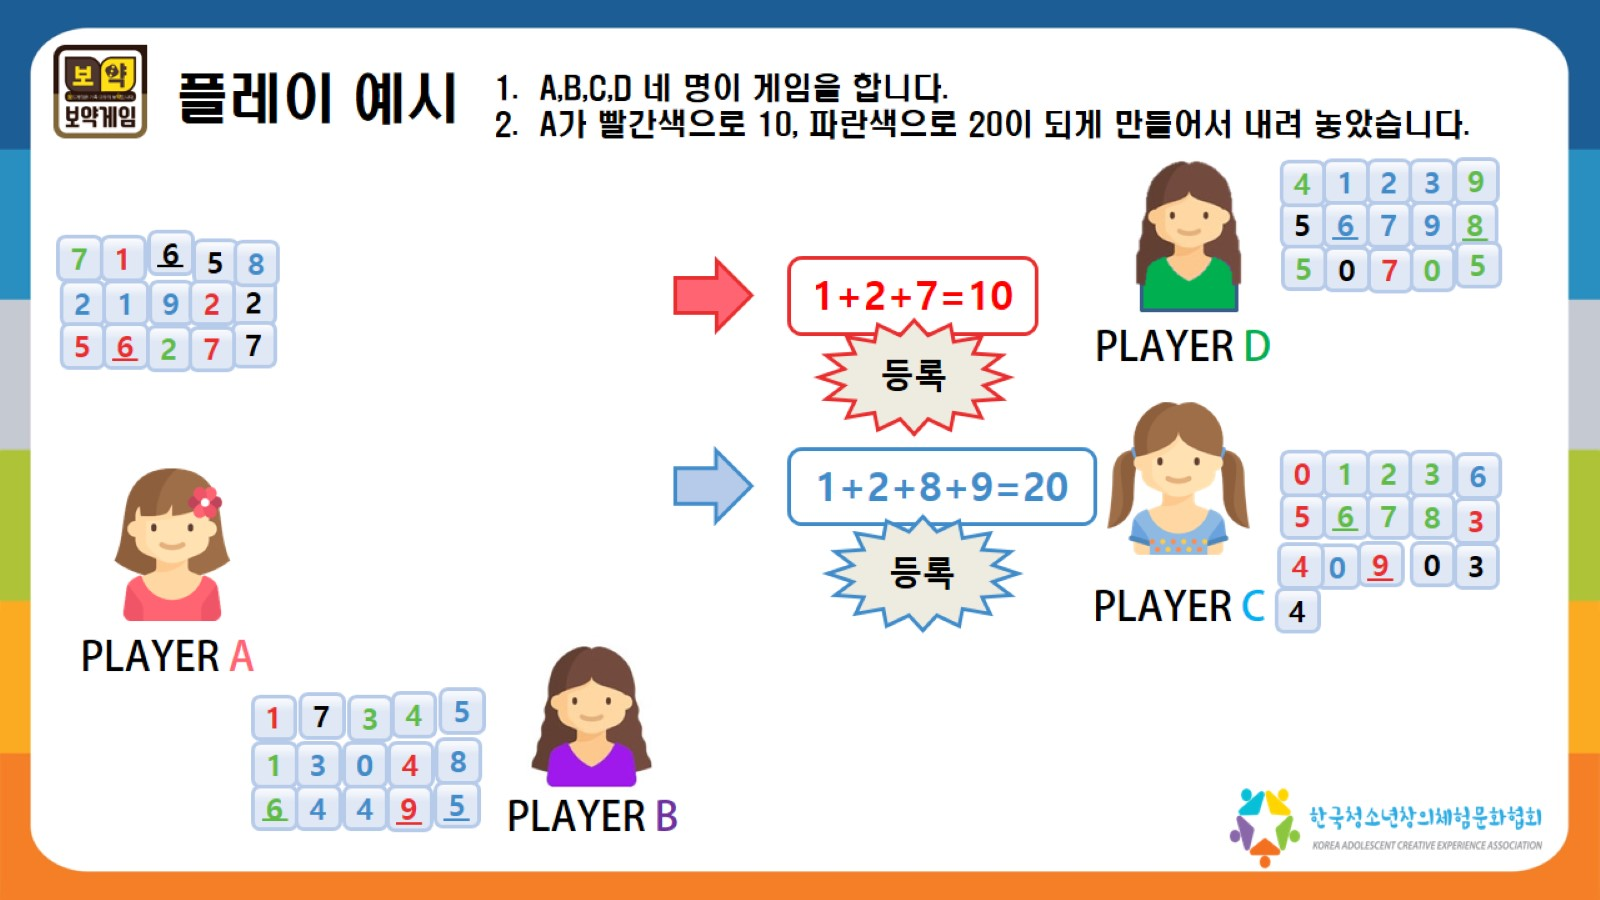 보약
보약게임
플레이 예시
1. A,B,C,D 네 명이 게임을 합니다.
2. A가 빨간색으로 10, 파란색으로 20이 되게 만들어서 내려 놓았습니다.
7 1 6 5 8
2 1 9 2 2
5 6 2 7 7
PLAYER A
1+2+7=10
등록
1+2+8+9=20
등록
4 1 2 3 9
5 6 7 9 8
5 0 7 0 5
PLAYER D
0 1 2 3 6
5 6 7 8 3
4 0 9 0 3
4
PLAYER C
1 7 3 4 5
1 3 0 4 8
6 4 4 9 5
PLAYER B
한국청소년창의체험문화협회
KOREA ADOLESCENT CREATIVE EXPERIENCE ASSOCIATION